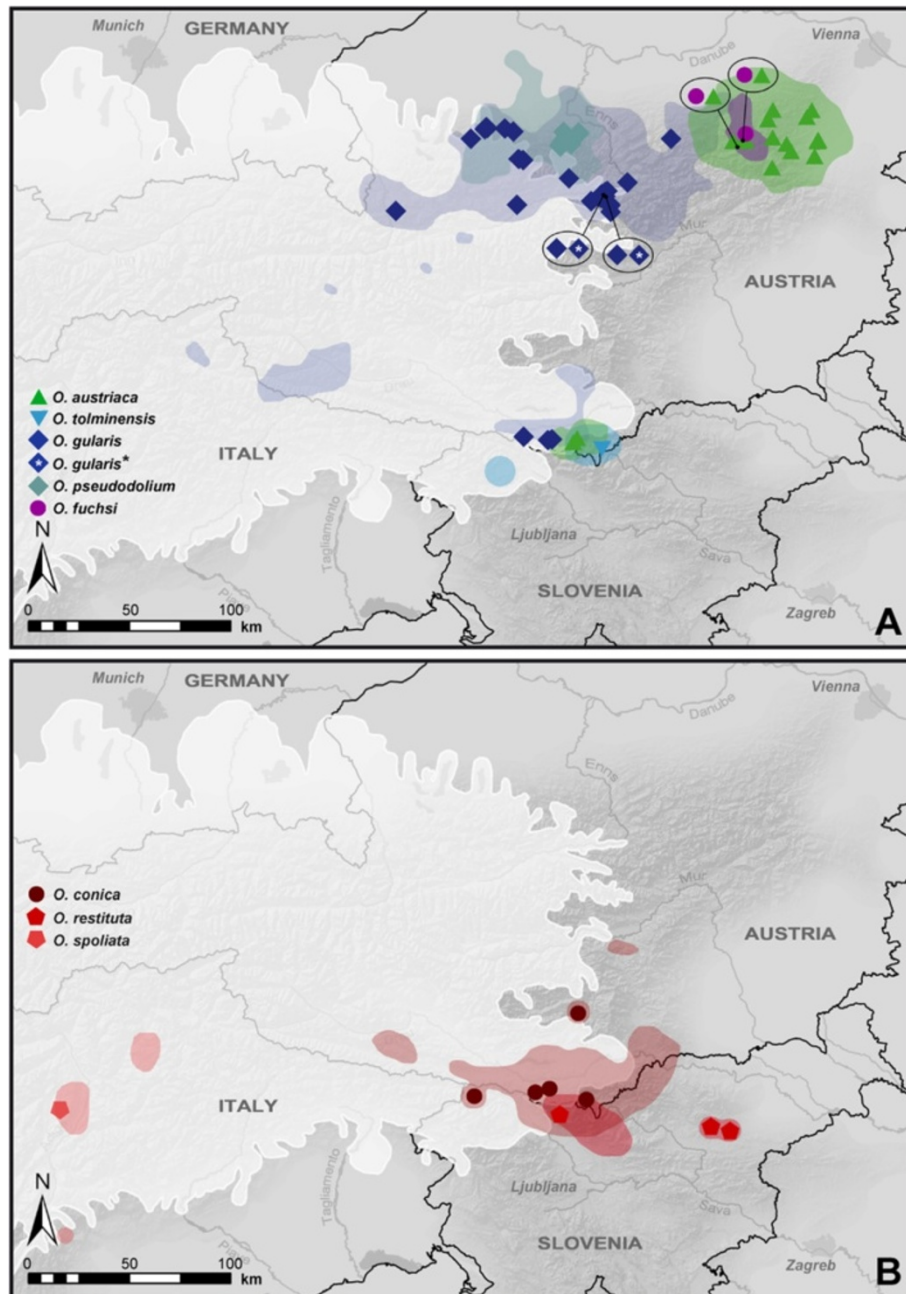 Munich
GERMANY
Vienna
Danube
Enns
Mur
AUSTRIA
O. austriaca
O. tolminensis
O. gularis
O. gularis*
O. pseudodolium
O. fuchsi
ITALY
Ljubljana
Tagliamento
Sava
SLOVENIA
Zagreb
N
0 50 100
km
A
Munich
GERMANY
Vienna
Danube
Enns
Mur
O. conica
O. restituta
O. spoliata
AUSTRIA
ITALY
Ljubljana
Tagliamento
Sava
SLOVENIA
Zagreb
N
0 50 100
km
B